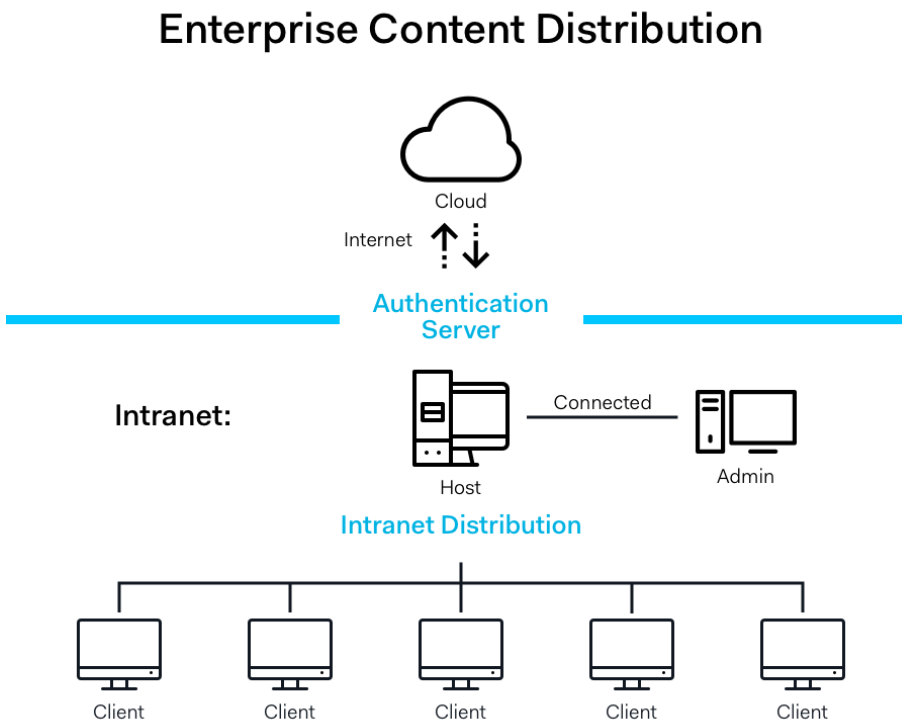 Enterprise Content Distribution
Cloud
Internet
Authentication
Server
Intranet:
Connected
Host
Admin
Intranet Distribution
Client
Client
Client
Client
Client